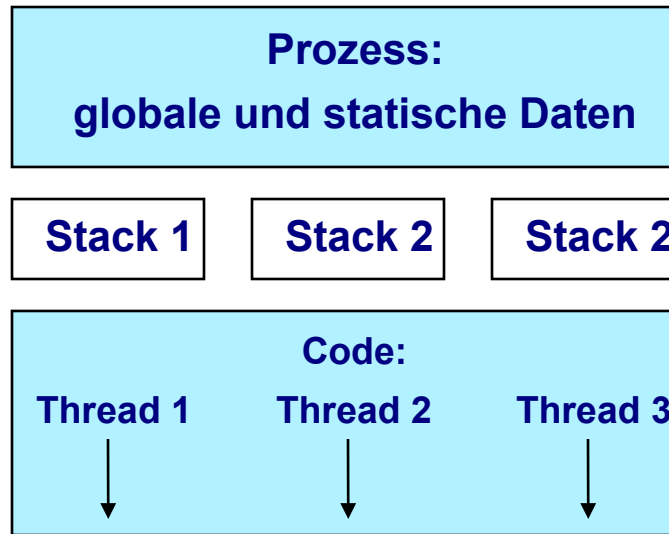 Prozess:
globale und statische Daten
Stack 1 Stack 2 Stack 2
Code:
Thread 1 Thread 2 Thread 3